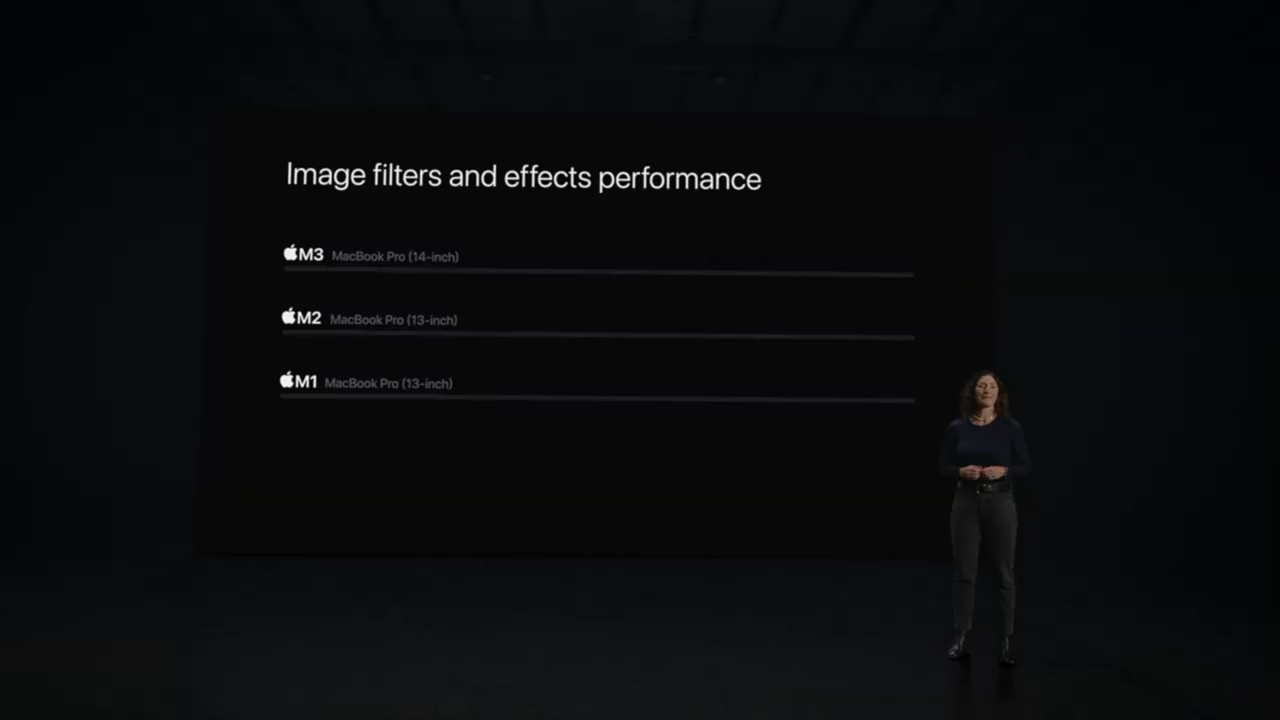 Image filters and effects performance
M3 MacBook Pro (14-inch)
M2 MacBook Pro (13-inch)
M1 MacBook Pro (13-inch)